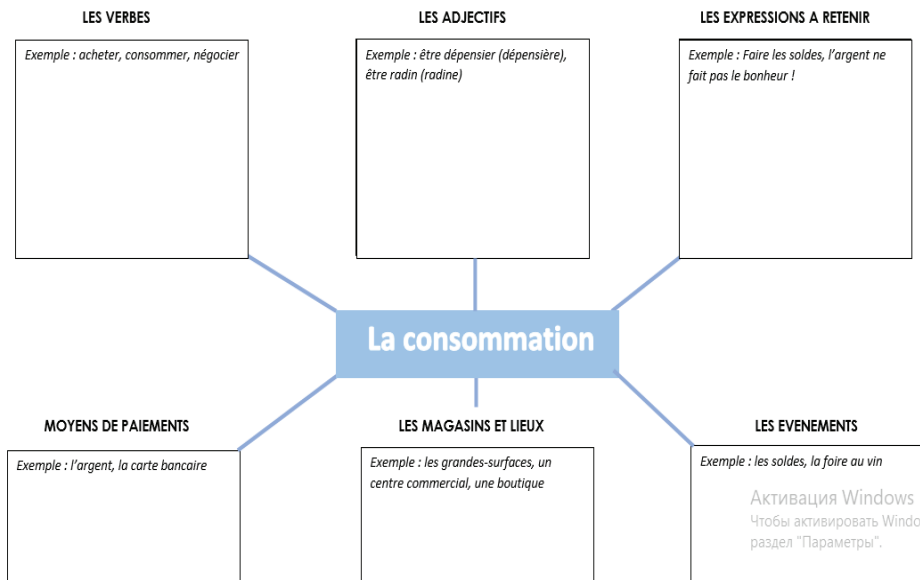 LES VERBES
LES ADJECTIFS
LES EXPRESSIONS A RETENIR
Exemple : acheter, consommer, négocier
Exemple : être dépensier (dépensière),
être radin (radine)
Exemple : Faire les soldes, l'argent ne
fait pas le bonheur !
La consommation
MOYENS DE PAIEMENTS
LES MAGASINS ET LIEUX
LES EVENEMENTS
Exemple : l'argent, la carte bancaire
Exemple : les grandes-surfaces, un
centre commercial, une boutique
Exemple : les soldes, la foire au vin
Активация Windows
Чтобы активировать
раздел "Параметры".